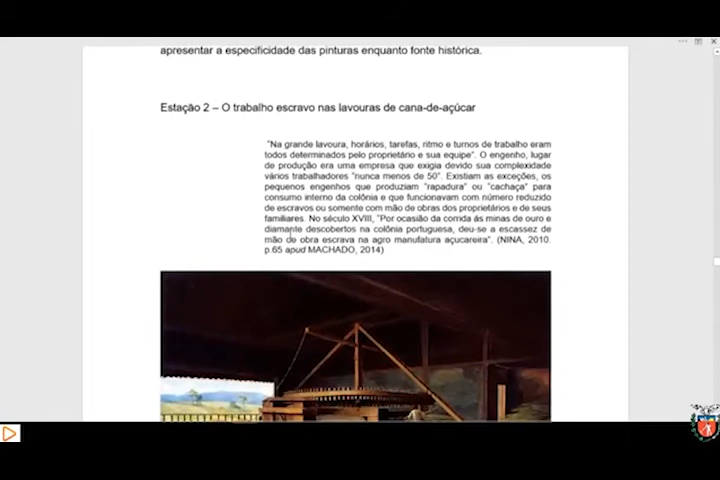 apresentar a especificidade das pinturas enquanto fonte histórica.
Estação 2 – O trabalho escravo nas lavouras de cana-de-açúcar
"Na grande lavoura, horários, tarefas, ritmo e turnos de trabalho eram
todos determinados pelo proprietário e sua equipe". O engenho, lugar
de produção era uma empresa que exigia devido sua complexidade
vários trabalhadores "nunca menos de 50". Existiam as exceções, os
pequenos engenhos que produziam "rapadura" ou "cachaça" para
consumo interno da colônia e que funcionavam com número reduzido
de escravos ou somente com mão de obras dos proprietários e de seus
familiares. No século XVIII, "Por ocasião da corrida às minas de ouro e
diamante descobertos na colônia portuguesa, deu-se a escassez de
mão de obra escrava na agro manufatura açucareira". (NINA, 2010.
p.65 apud MACHADO, 2014)